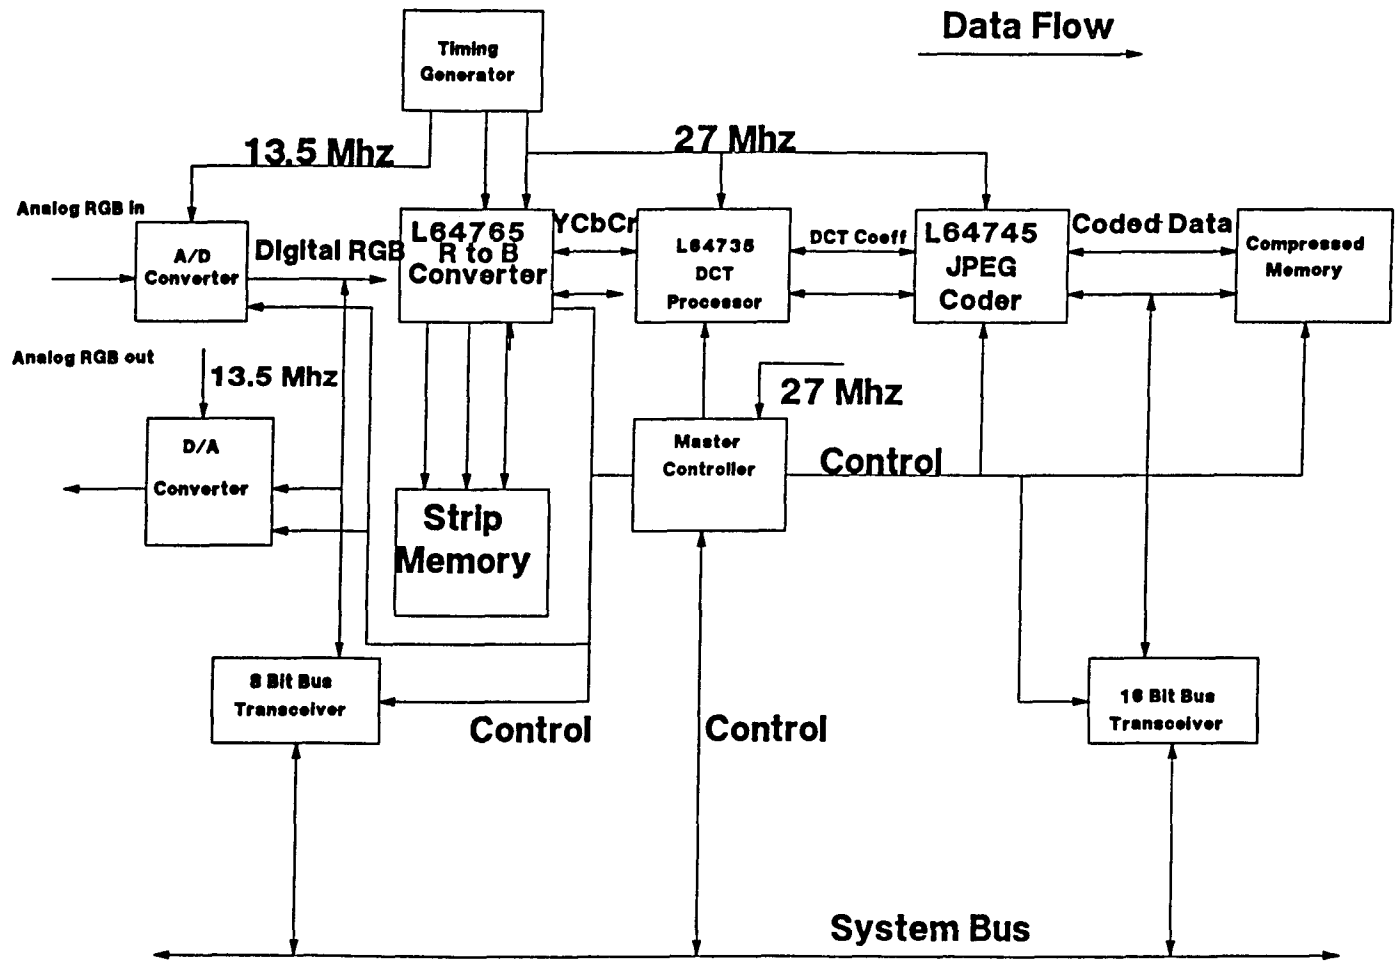 Data Flow
Timing
Generator
13.5 Mhz
27 Mhz
Analog RGB in
A/D
Converter
Digital RGB
L64765
R to B
Converter
YCbCr
L64735
DCT
Processor
DCT Coeff
L64745
JPEG
Coder
Coded Data
Compressed
Memory
Analog RGB out
13.5 Mhz
27 Mhz
D/A
Converter
Master
Controller
Control
Strip
Memory
8 Bit Bus
Transceiver
16 Bit Bus
Transceiver
Control
Control
System Bus